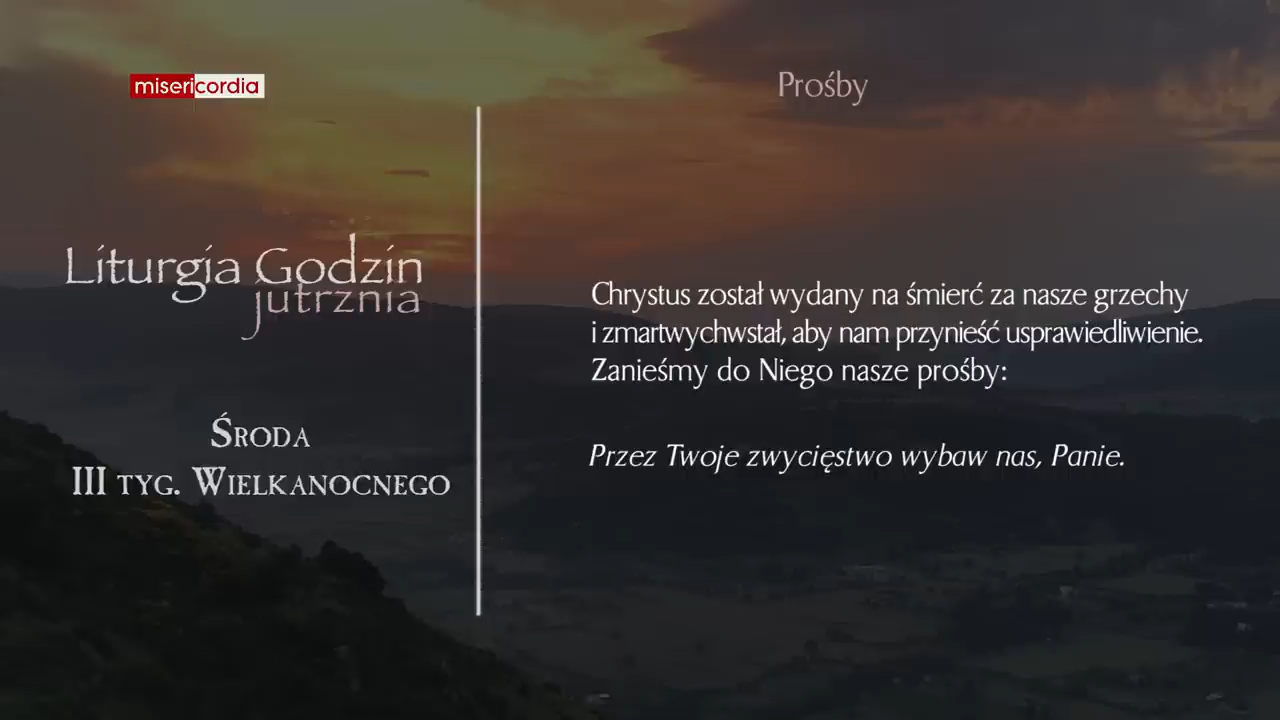 misericordia
Liturgia Godzin
jutrznia
Środa
III tyg. Wielkanocnego
Prośby
Chrystus został wydany na śmierć za nasze grzechy
i zmartwychwstał, aby nam przynieść usprawiedliwienie.
Zanieśmy do Niego nasze prośby:
Przez Twoje zwycięstwo wybaw nas, Panie.